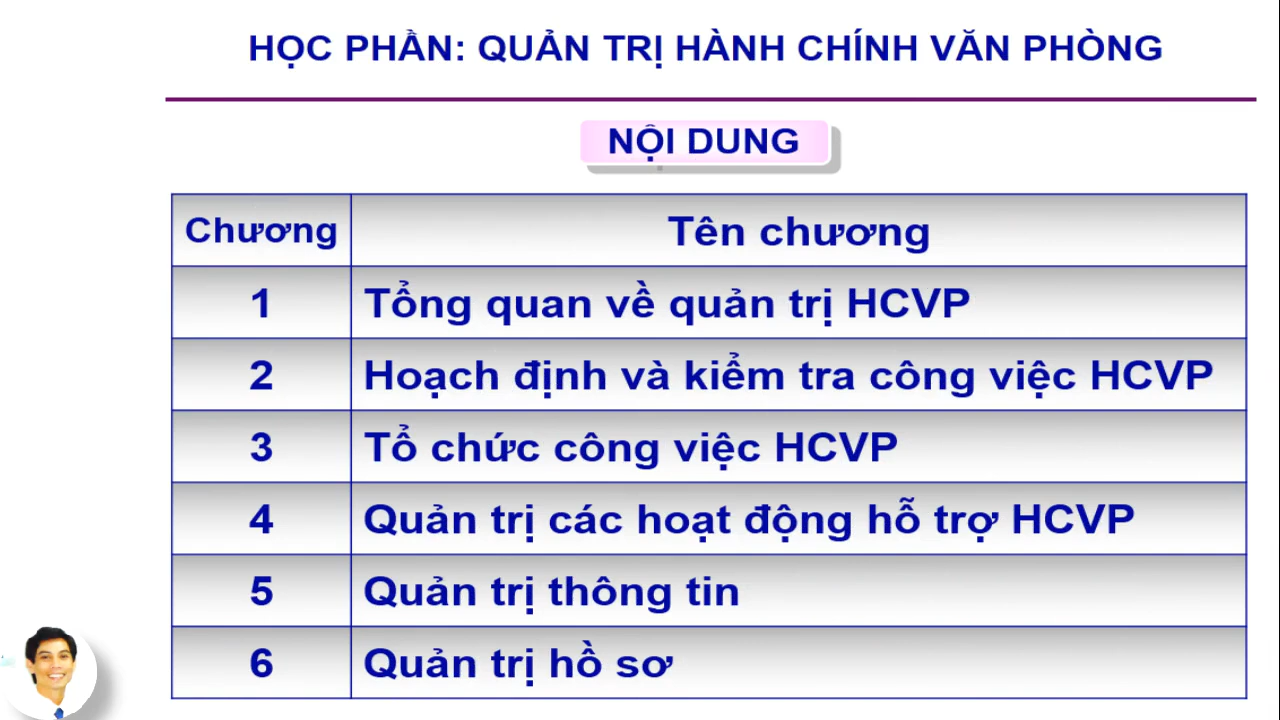 HỌC PHẦN: QUẢN TRỊ HÀNH CHÍNH VĂN PHÒNG
NỘI DUNG
Chương Tên chương
1 Tổng quan về quản trị HCVP
2 Hoạch định và kiểm tra công việc HCVP
3 Tổ chức công việc HCVP
4 Quản trị các hoạt động hỗ trợ HCVP
5 Quản trị thông tin
6 Quản trị hồ sơ